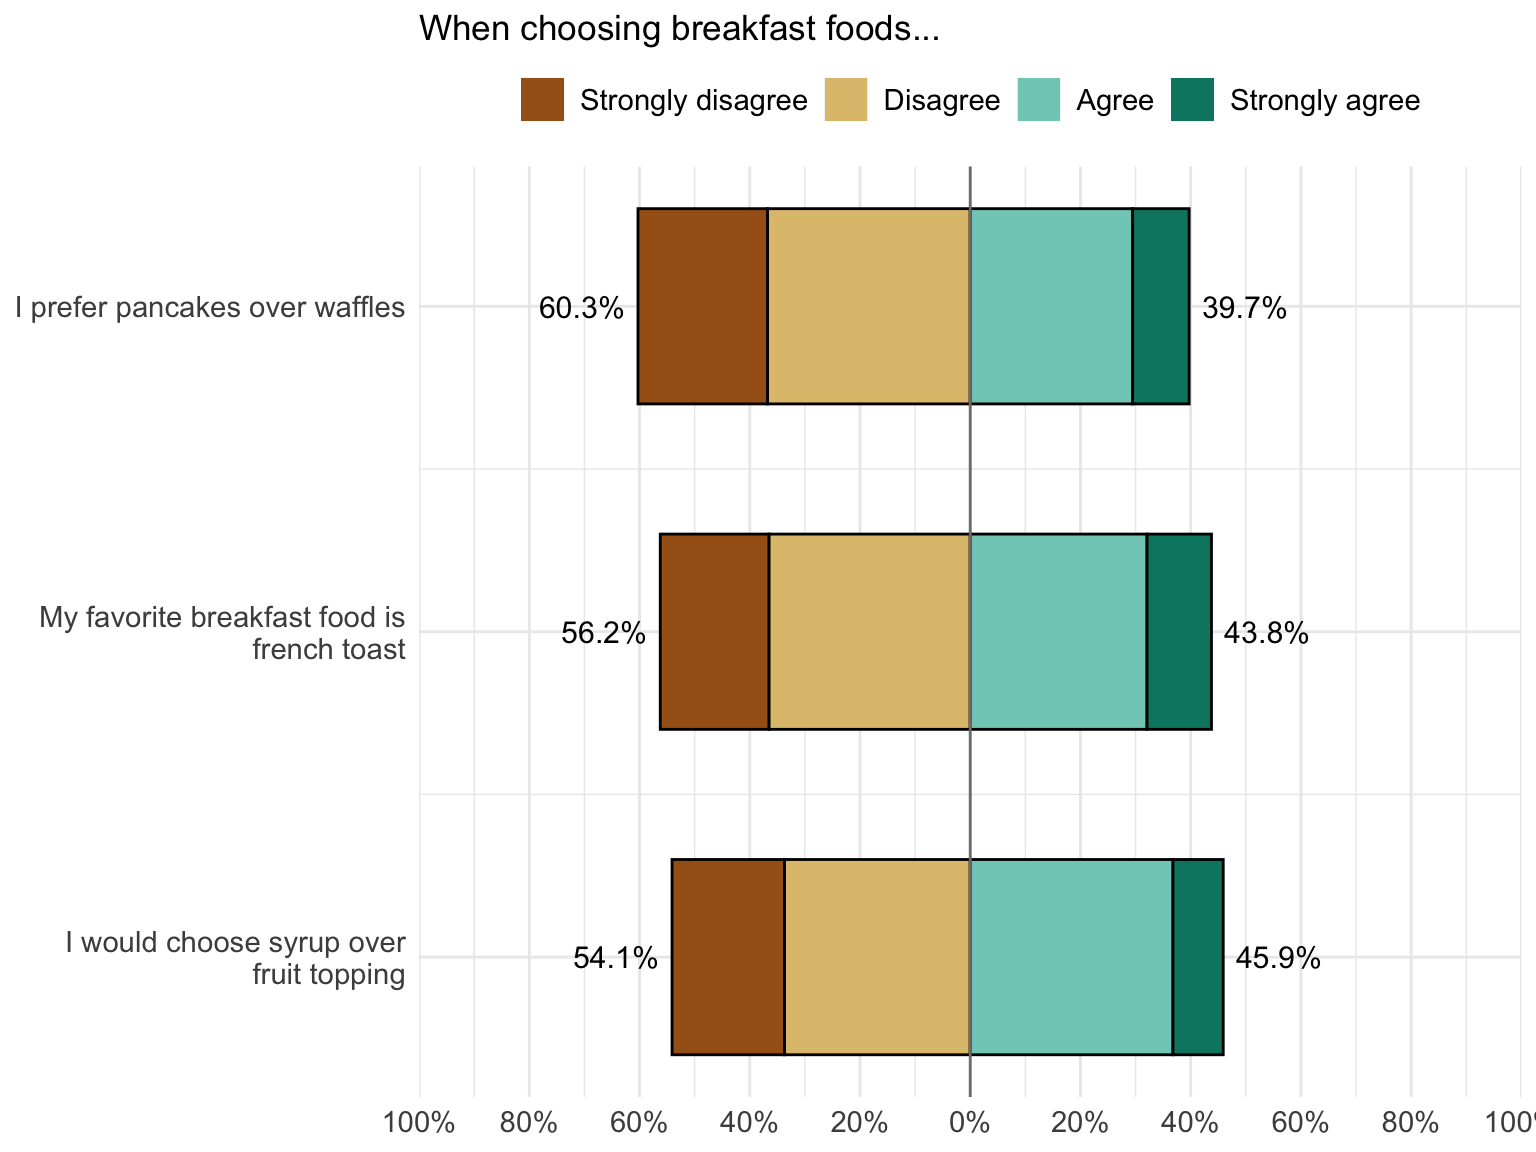 When choosing breakfast foods...
Strongly disagree Disagree Agree Strongly agree
I prefer pancakes over waffles
60.3% 39.7%
My favorite breakfast food is
french toast
56.2% 43.8%
I would choose syrup over
fruit topping
54.1% 45.9%
100% 80% 60% 40% 20% 0% 20% 40% 60% 80% 100%